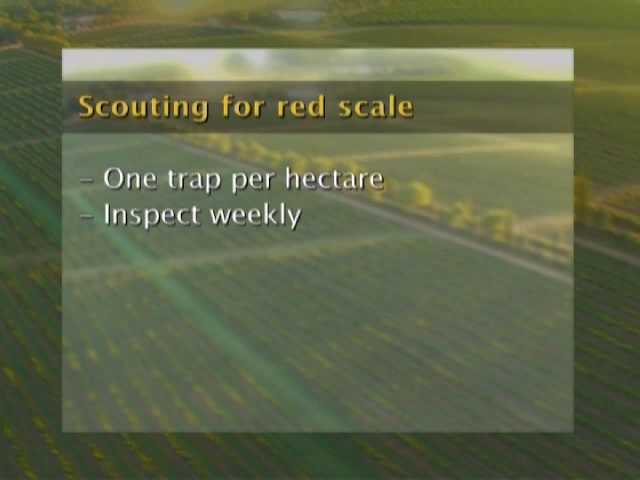 Scouting for red scale
– One trap per hectare
– Inspect weekly